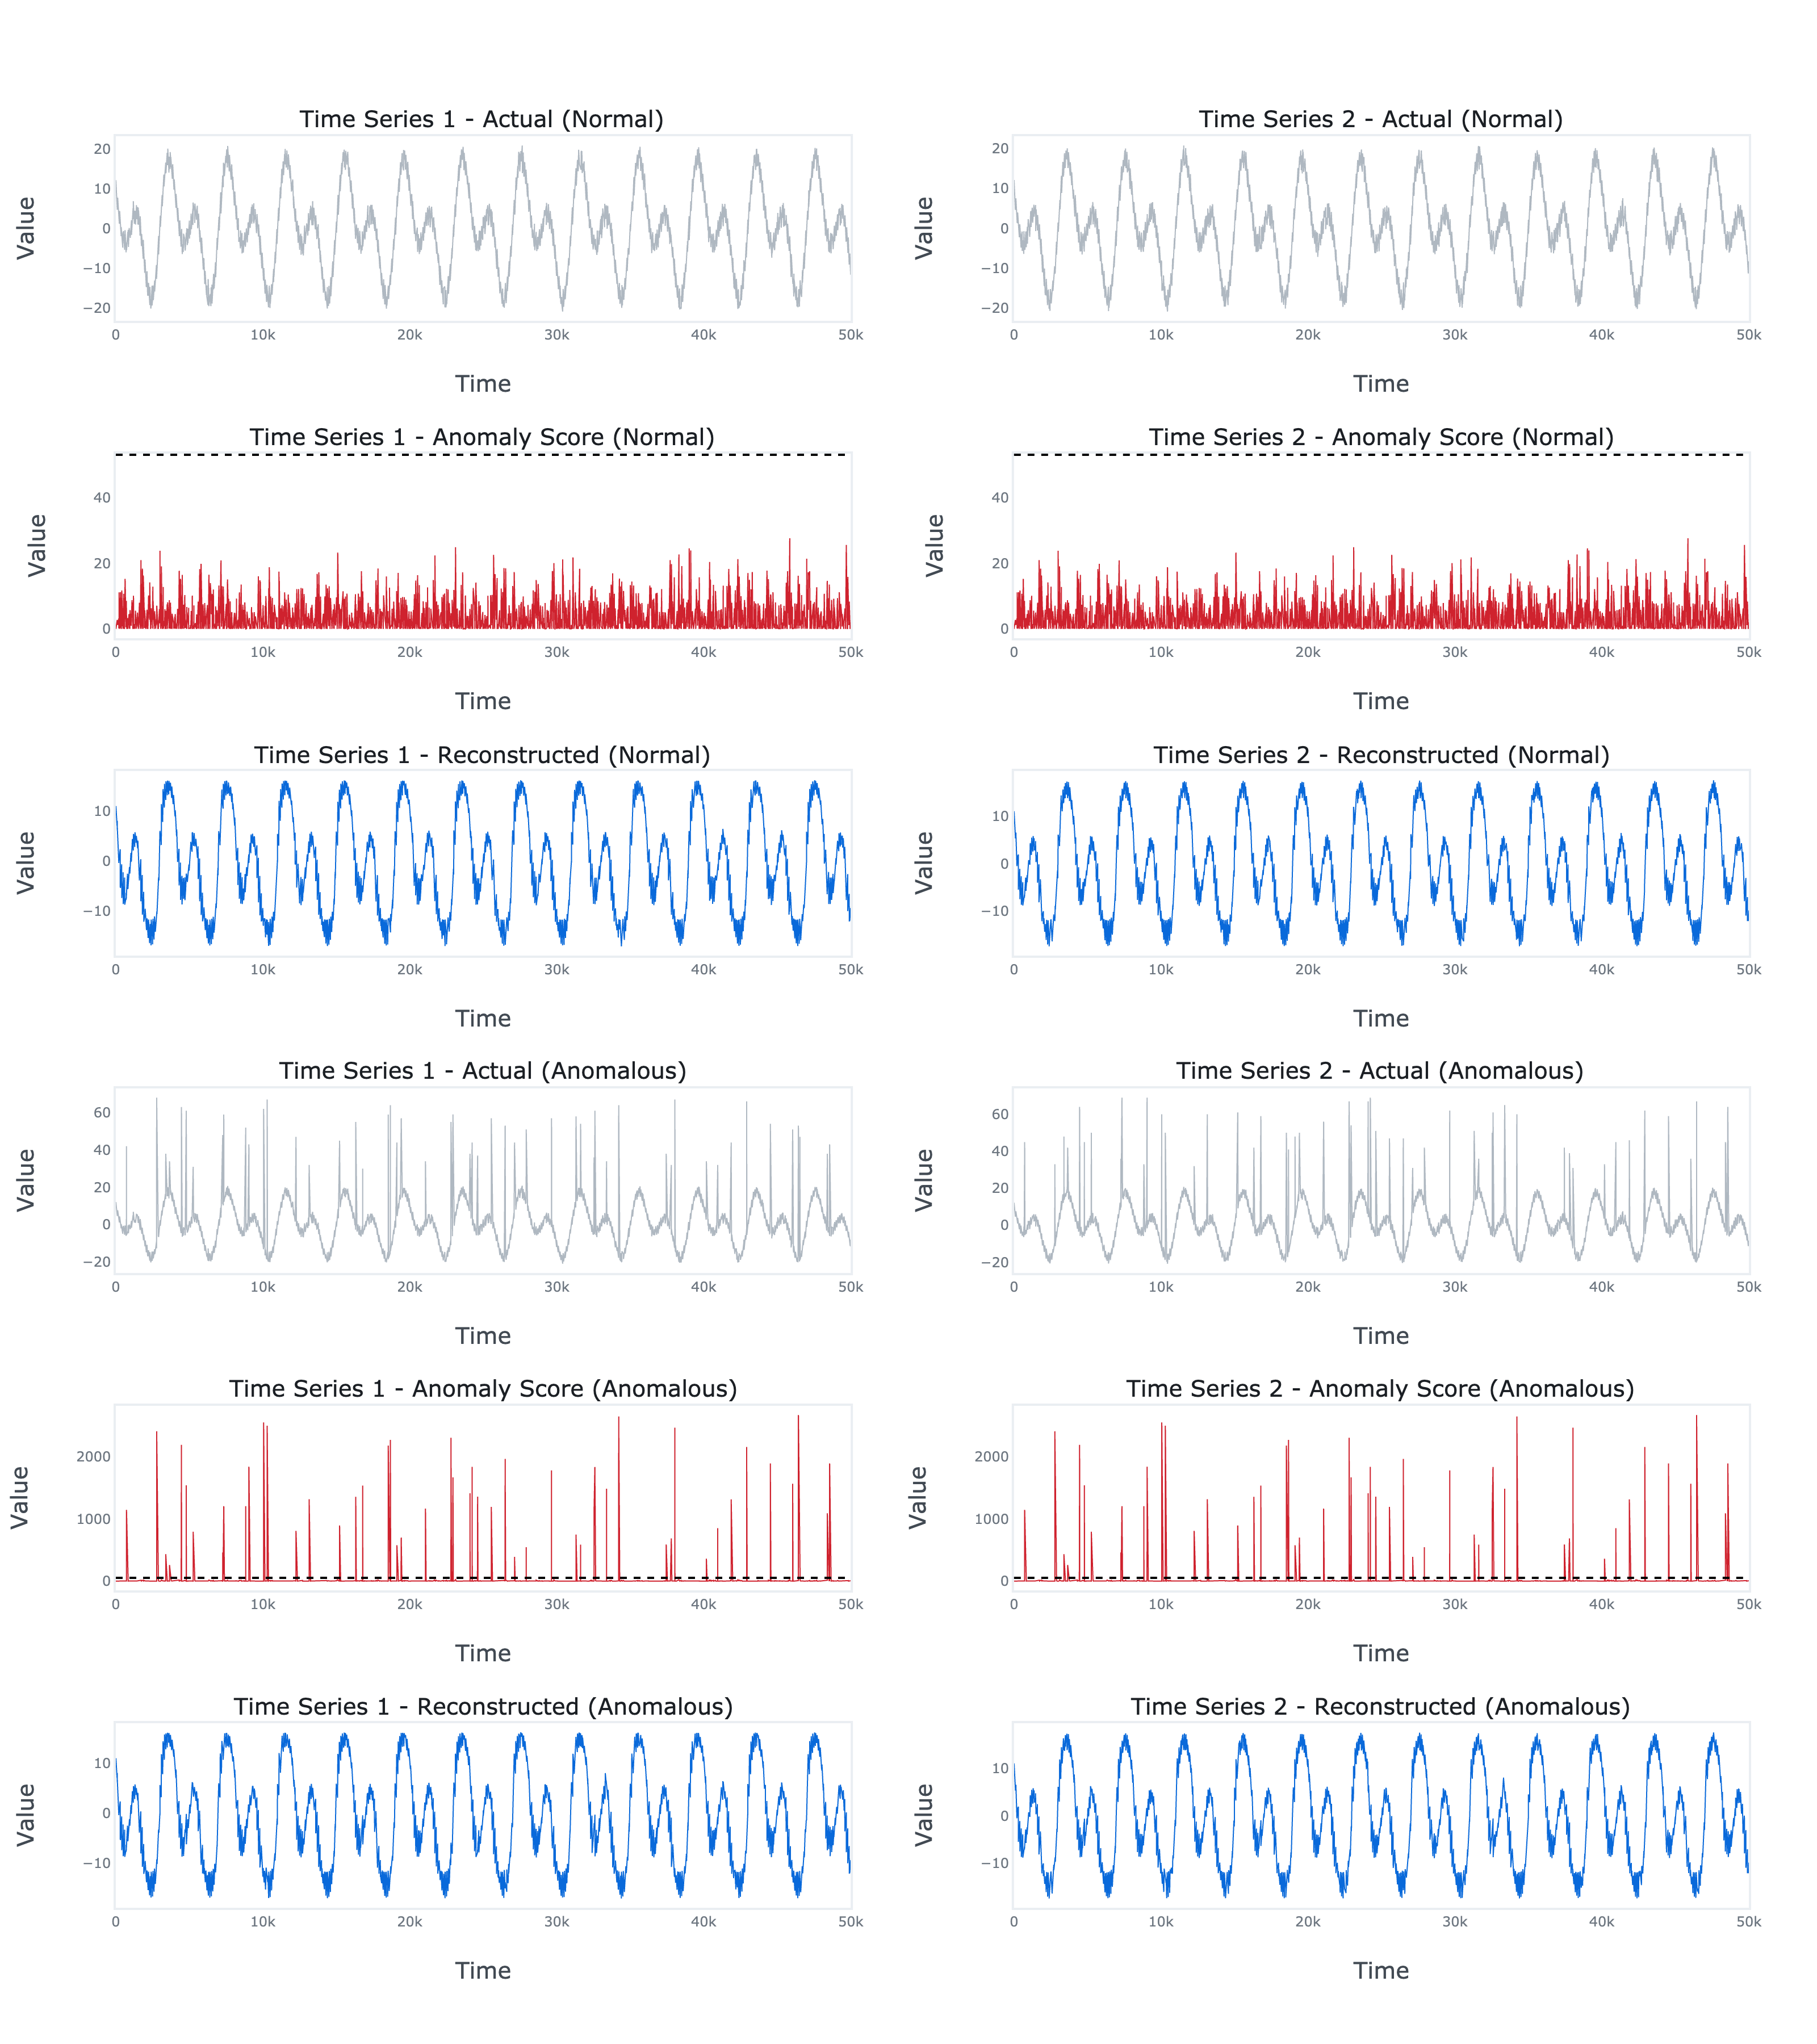 Time Series 1 - Actual (Normal)
Value
20
10
0
−10
−20
0 10k 20k 30k 40k 50k
Time
Time Series 2 - Actual (Normal)
Value
20
10
0
−10
−20
0 10k 20k 30k 40k 50k
Time
Time Series 1 - Anomaly Score (Normal)
Value
40
20
0
0 10k 20k 30k 40k 50k
Time
Time Series 2 - Anomaly Score (Normal)
Value
40
20
0
0 10k 20k 30k 40k 50k
Time
Time Series 1 - Reconstructed (Normal)
Value
10
0
−10
0 10k 20k 30k 40k 50k
Time
Time Series 2 - Reconstructed (Normal)
Value
10
0
−10
0 10k 20k 30k 40k 50k
Time
Time Series 1 - Actual (Anomalous)
Value
60
40
20
0
−20
0 10k 20k 30k 40k 50k
Time
Time Series 2 - Actual (Anomalous)
Value
60
40
20
0
−20
0 10k 20k 30k 40k 50k
Time
Time Series 1 - Anomaly Score (Anomalous)
Value
2000
1000
0
0 10k 20k 30k 40k 50k
Time
Time Series 2 - Anomaly Score (Anomalous)
Value
2000
1000
0
0 10k 20k 30k 40k 50k
Time
Time Series 1 - Reconstructed (Anomalous)
Value
10
0
−10
0 10k 20k 30k 40k 50k
Time
Time Series 2 - Reconstructed (Anomalous)
Value
10
0
−10
0 10k 20k 30k 40k 50k
Time